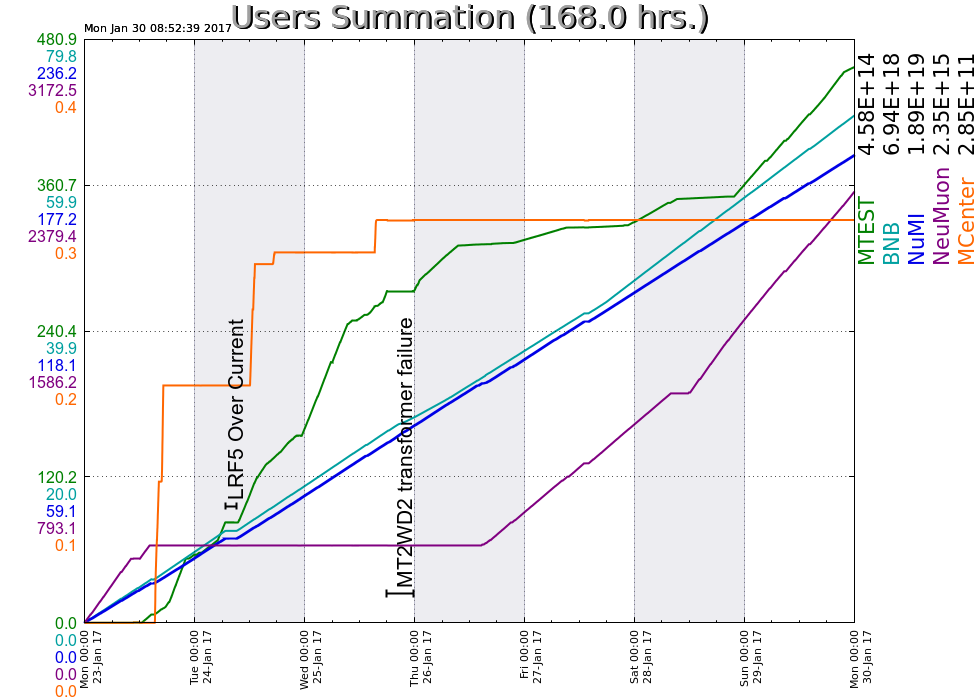 Users Summation (168.0 hrs.)
Mon Jan 30 08:52:39 2017
480.9
79.8
236.2
3172.5
0.4
360.7
59.9
177.2
2379.4
0.3
240.4
39.9
118.1
1586.2
0.2
120.2
20.0
59.1
793.1
0.1
0.0
0.0
0.0
0.0
0.0
LRF5 Over Current
MT2WD2 transformer failure
MTEST 4.58E+14
BNB 6.94E+18
NuMI 1.89E+19
NeuMuon 2.35E+15
MCenter 2.85E+11
Mon 00:00
23-Jan 17
Tue 00:00
24-Jan 17
Wed 00:00
25-Jan 17
Thu 00:00
26-Jan 17
Fri 00:00
27-Jan 17
Sat 00:00
28-Jan 17
Sun 00:00
29-Jan 17
Mon 00:00
30-Jan 17